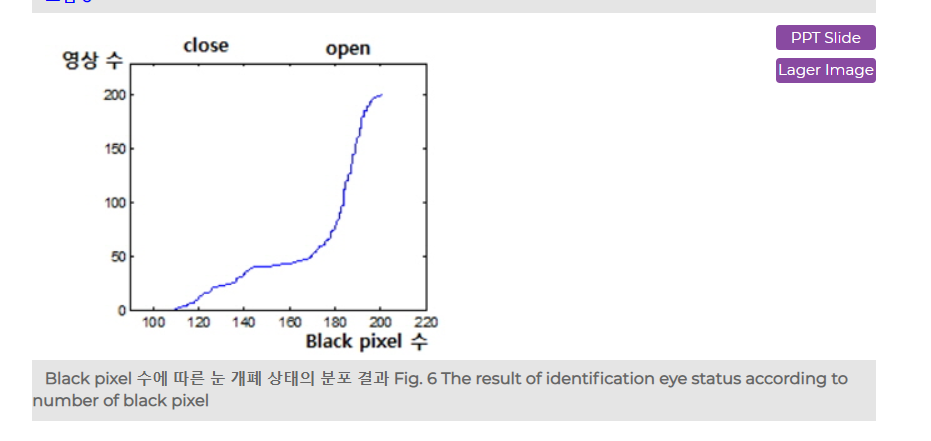 PPT Slide
Lager Image
close
open
영상 수
200
150
100
50
0
100 120 140 160 180 200 220
Black pixel 수
Black pixel 수에 따른 눈 개폐 상태의 분포 결과 Fig. 6 The result of identification eye status according to
number of black pixel